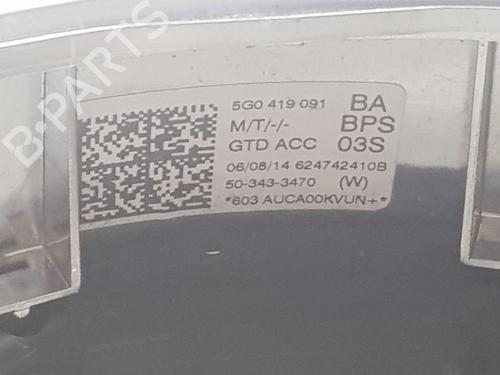 B-PARTS
5G0 419 091 BA
M/T/-/- BPS
GTD ACC 03S
06/08/14 624742410B
50-343-3470 (W)
*603 AUCA00KVUN+*